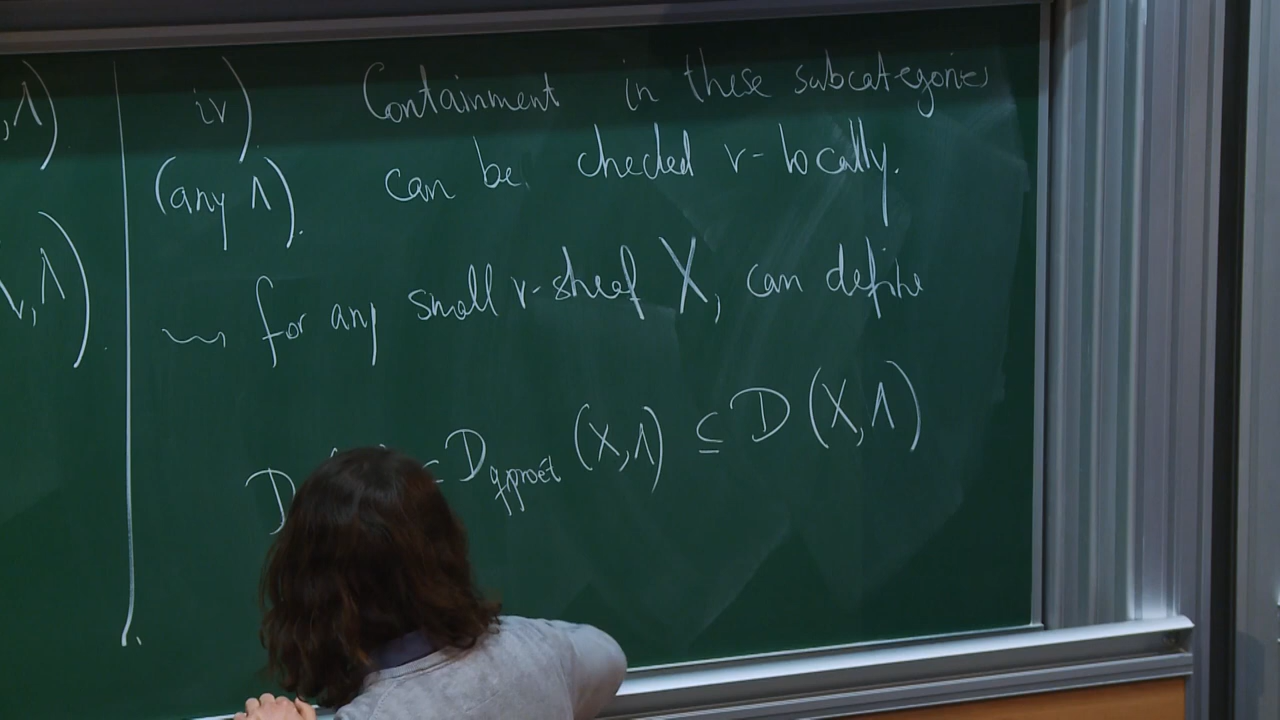 ,Λ)
,Λ)
iv) Containment in these subcategories
(any Λ). can be checked v-locally.
⇝ for any small v-sheaf X, can define
D ⊆ D_qproét (X,Λ) ⊆ D (X,Λ)